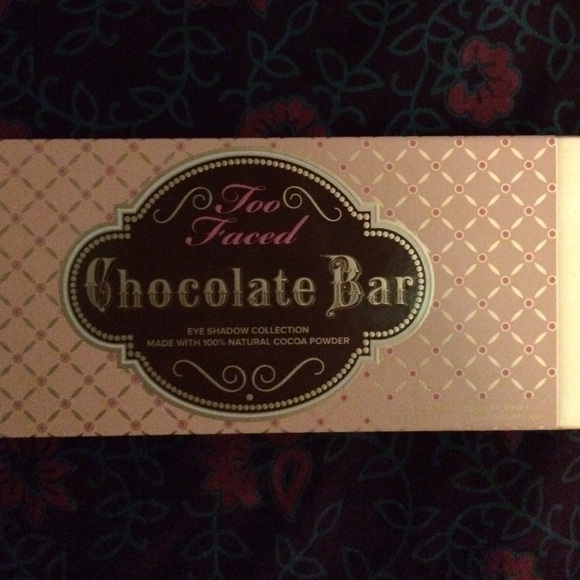 Too
Faced
Chocolate Bar
EYE SHADOW COLLECTION
MADE WITH 100% NATURAL COCOA POWDER